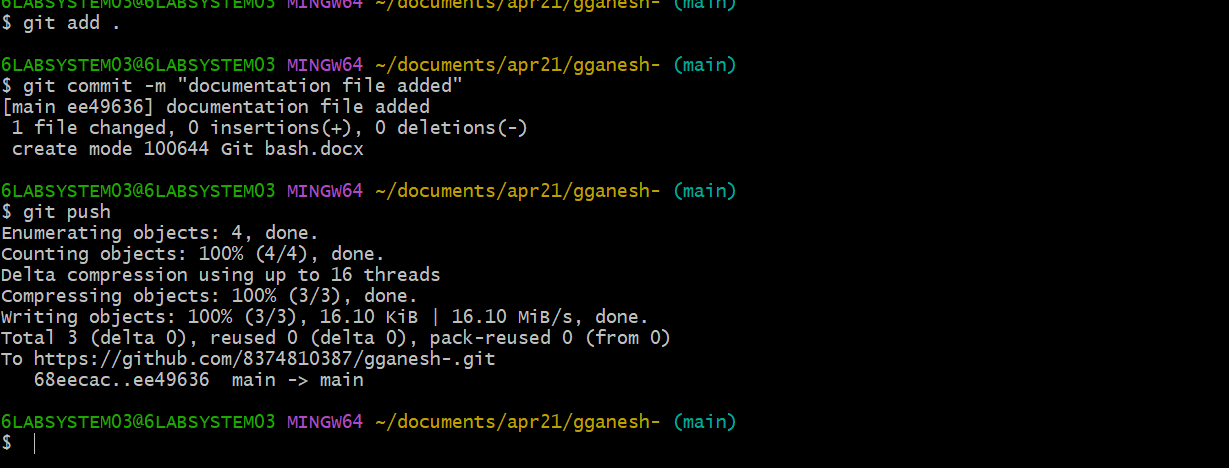 6LABSYSTEM03@6LABSYSTEM03 MINGW64 ~/documents/apr21/gganesh- (main)
$ git add .
6LABSYSTEM03@6LABSYSTEM03 MINGW64 ~/documents/apr21/gganesh- (main)
$ git commit -m "documentation file added"
[main ee49636] documentation file added
 1 file changed, 0 insertions(+), 0 deletions(-)
 create mode 100644 Git bash.docx
6LABSYSTEM03@6LABSYSTEM03 MINGW64 ~/documents/apr21/gganesh- (main)
$ git push
Enumerating objects: 4, done.
Counting objects: 100% (4/4), done.
Delta compression using up to 16 threads
Compressing objects: 100% (3/3), done.
Writing objects: 100% (3/3), 16.10 KiB | 16.10 MiB/s, done.
Total 3 (delta 0), reused 0 (delta 0), pack-reused 0 (from 0)
To https://github.com/8374810387/gganesh-.git
   68eecac..ee49636  main -> main
6LABSYSTEM03@6LABSYSTEM03 MINGW64 ~/documents/apr21/gganesh- (main)
$